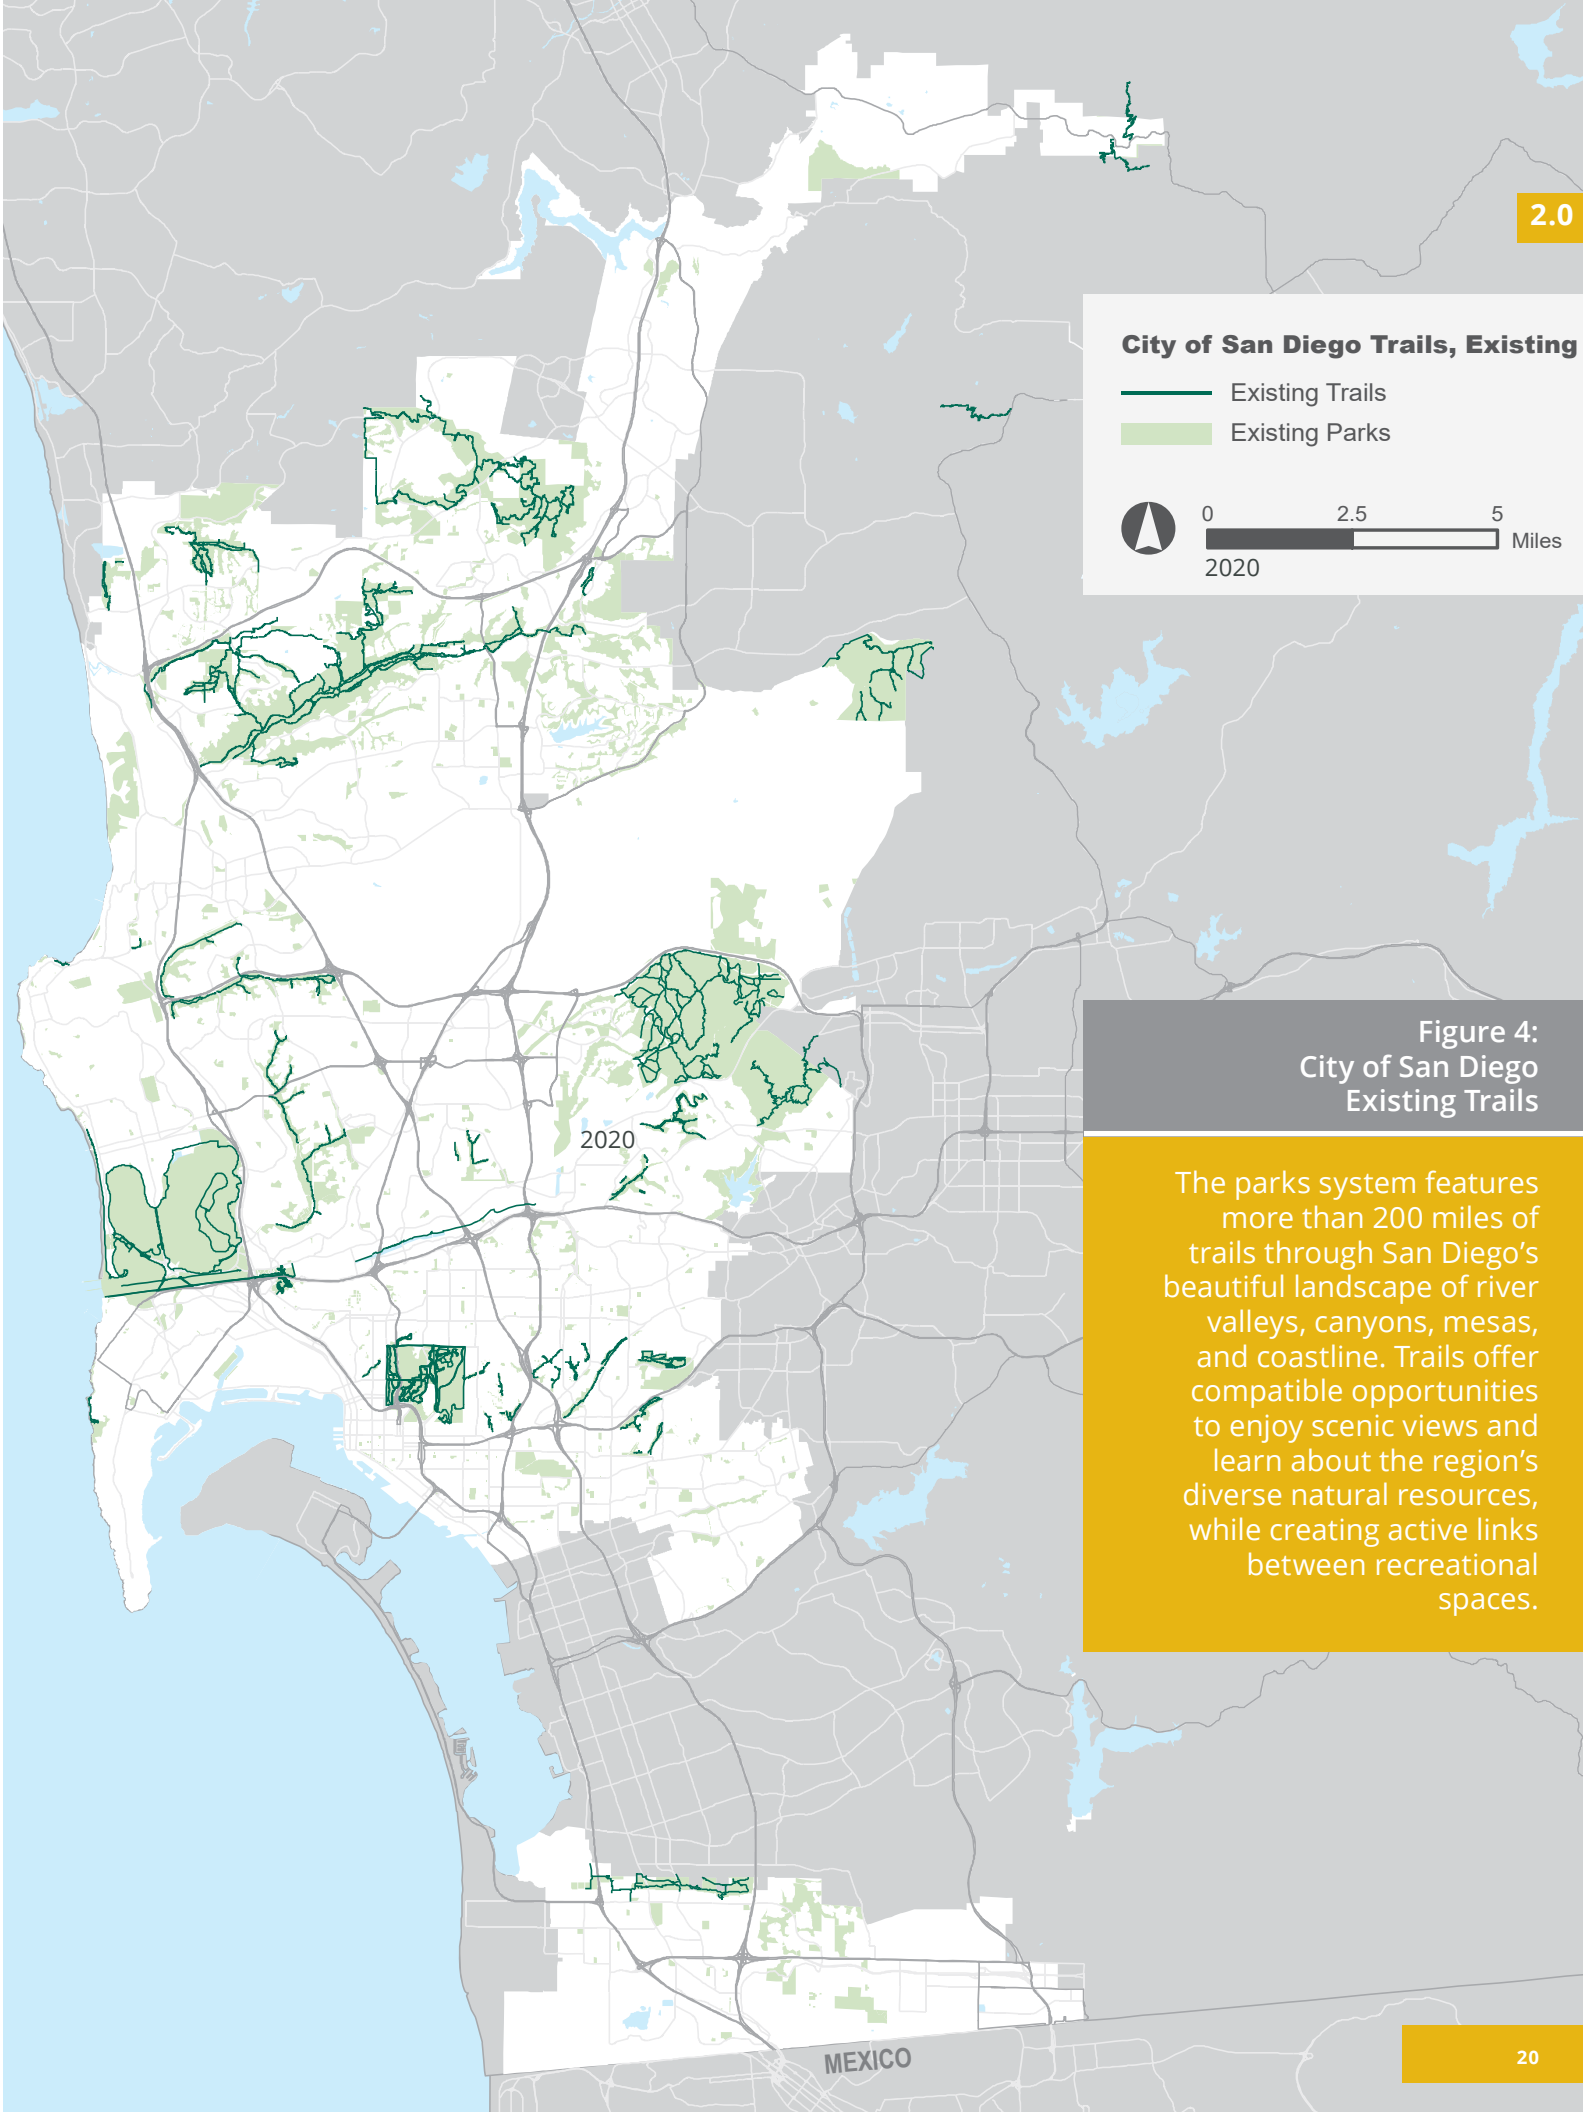 2.0
City of San Diego Trails, Existing
Existing Trails
Existing Parks
0 2.5 5
Miles
2020
Figure 4:
City of San Diego
Existing Trails
2020
The parks system features
more than 200 miles of
trails through San Diego’s
beautiful landscape of river
valleys, canyons, mesas,
and coastline. Trails offer
compatible opportunities
to enjoy scenic views and
learn about the region’s
diverse natural resources,
while creating active links
between recreational
spaces.
MEXICO
20